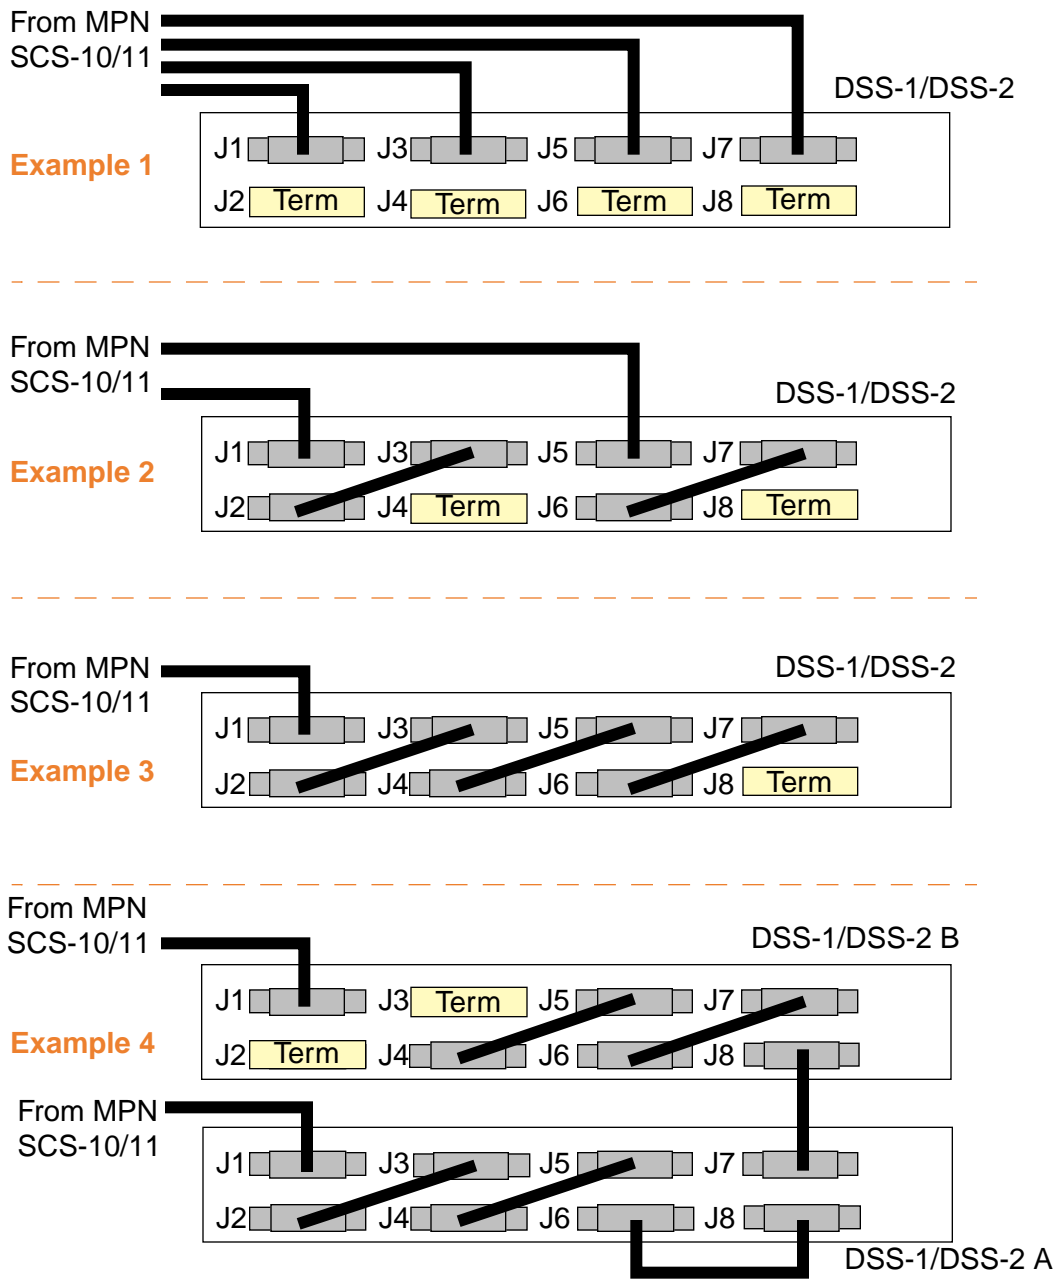 From MPN
SCS-10/11
DSS-1/DSS-2
Example 1
J1 J3 J5 J7
J2 Term J4 Term J6 Term J8 Term
From MPN
SCS-10/11
DSS-1/DSS-2
Example 2
J1 J3 J5 J7
J2 J4 Term J6 J8 Term
From MPN
SCS-10/11
DSS-1/DSS-2
Example 3
J1 J3 J5 J7
J2 J4 J6 J8 Term
From MPN
SCS-10/11
DSS-1/DSS-2 B
Example 4
J1 J3 Term J5 J7
J2 Term J4 J6 J8
From MPN
SCS-10/11
J1 J3 J5 J7
J2 J4 J6 J8
DSS-1/DSS-2 A